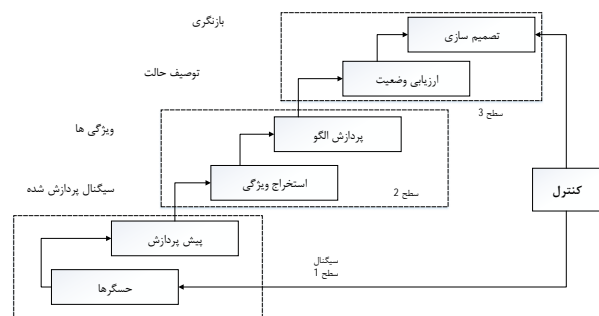 بازنگری
تصمیم سازی
توصیف حالت
ارزیابی وضعیت
سطح 3
ویژگی ها
پردازش الگو
سیگنال پردازش شده
استخراج ویژگی
سطح 2
کنترل
پیش پردازش
سیگنال
سطح 1
حسگرها